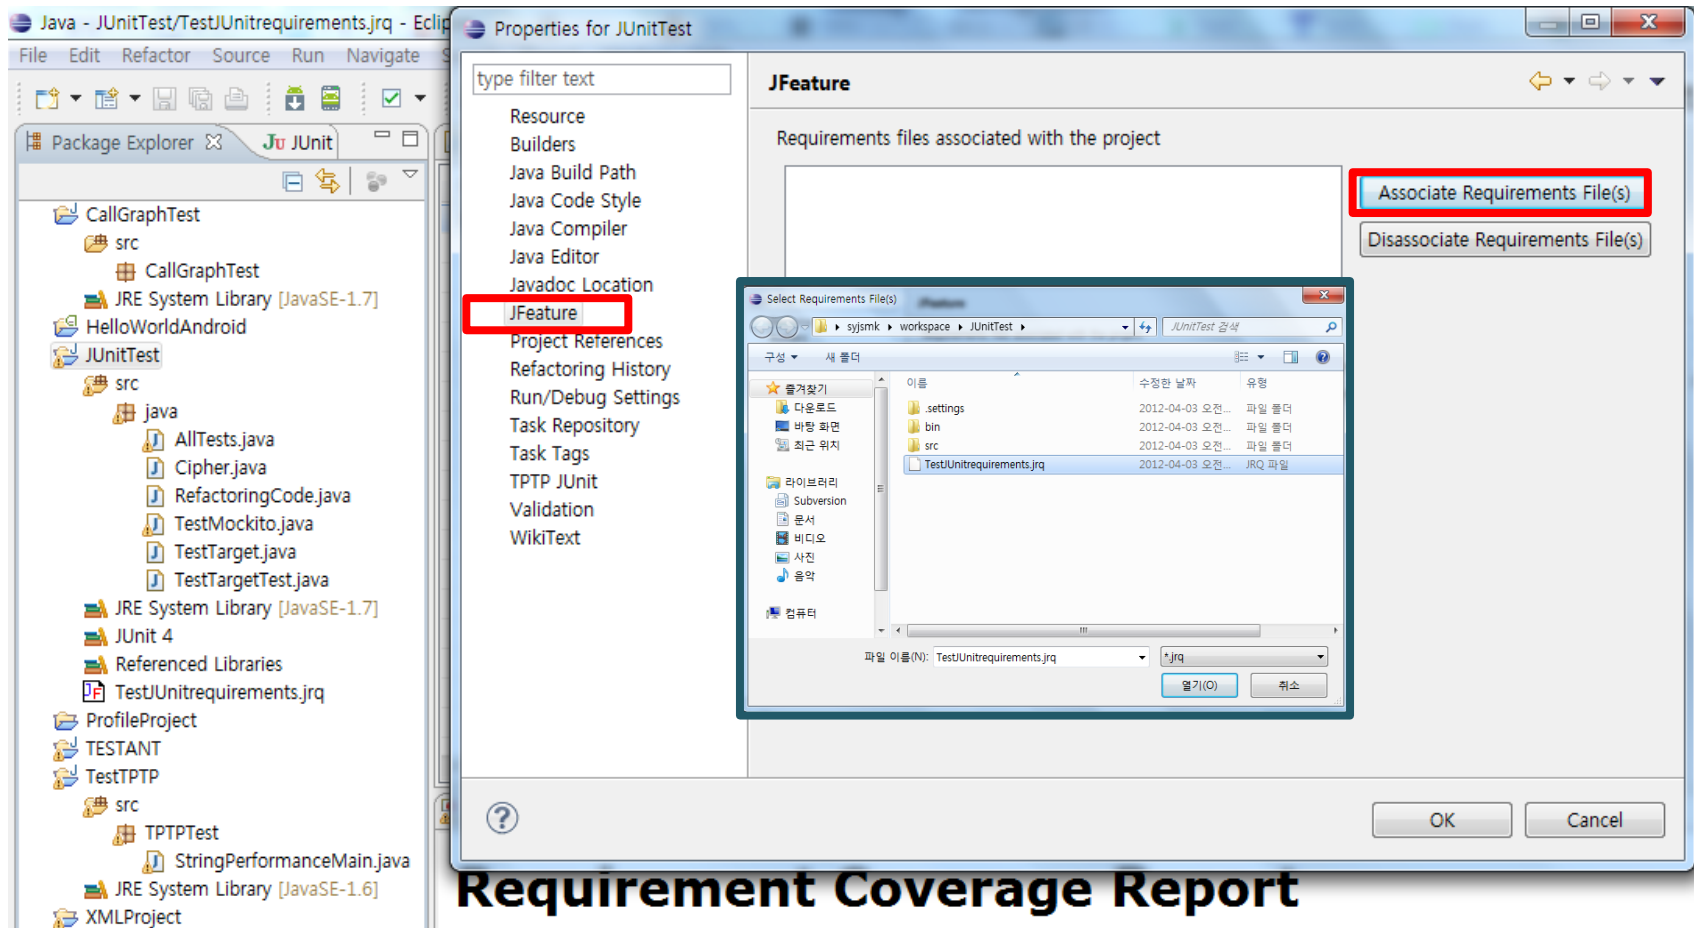 Java - JUnitTest/TestJUnitrequirements.jrq - Eclip
File Edit Refactor Source Run Navigate S
Package Explorer
JUnit
CallGraphTest
src
CallGraphTest
JRE System Library [JavaSE-1.7]
HelloWorldAndroid
JUnitTest
src
java
AllTests.java
Cipher.java
RefactoringCode.java
TestMockito.java
TestTarget.java
TestTargetTest.java
JRE System Library [JavaSE-1.7]
JUnit 4
Referenced Libraries
TestJUnitrequirements.jrq
ProfileProject
TESTANT
TestTPTP
src
TPTPTest
StringPerformanceMain.java
JRE System Library [JavaSE-1.6]
XMLProject
Properties for JUnitTest
type filter text
Resource
Builders
Java Build Path
Java Code Style
Java Compiler
Java Editor
Javadoc Location
JFeature
Project References
Refactoring History
Run/Debug Settings
Task Repository
Task Tags
TPTP JUnit
Validation
WikiText
JFeature
Requirements files associated with the project
Associate Requirements File(s)
Disassociate Requirements File(s)
Select Requirements File(s)
syjsmk workspace JUnitTest
JUnitTest 검색
구성 새 폴더
즐겨찾기
다운로드
바탕 화면
최근 위치
라이브러리
Subversion
문서
비디오
사진
음악
컴퓨터
이름 수정한 날짜 유형
.settings 2012-04-03 오전... 파일 폴더
bin 2012-04-03 오전... 파일 폴더
src 2012-04-03 오전... 파일 폴더
TestJUnitrequirements.jrq 2012-04-03 오전... JRQ 파일
파일 이름(N): TestJUnitrequirements.jrq *.jrq
열기(O) 취소
OK Cancel
Requirement Coverage Report